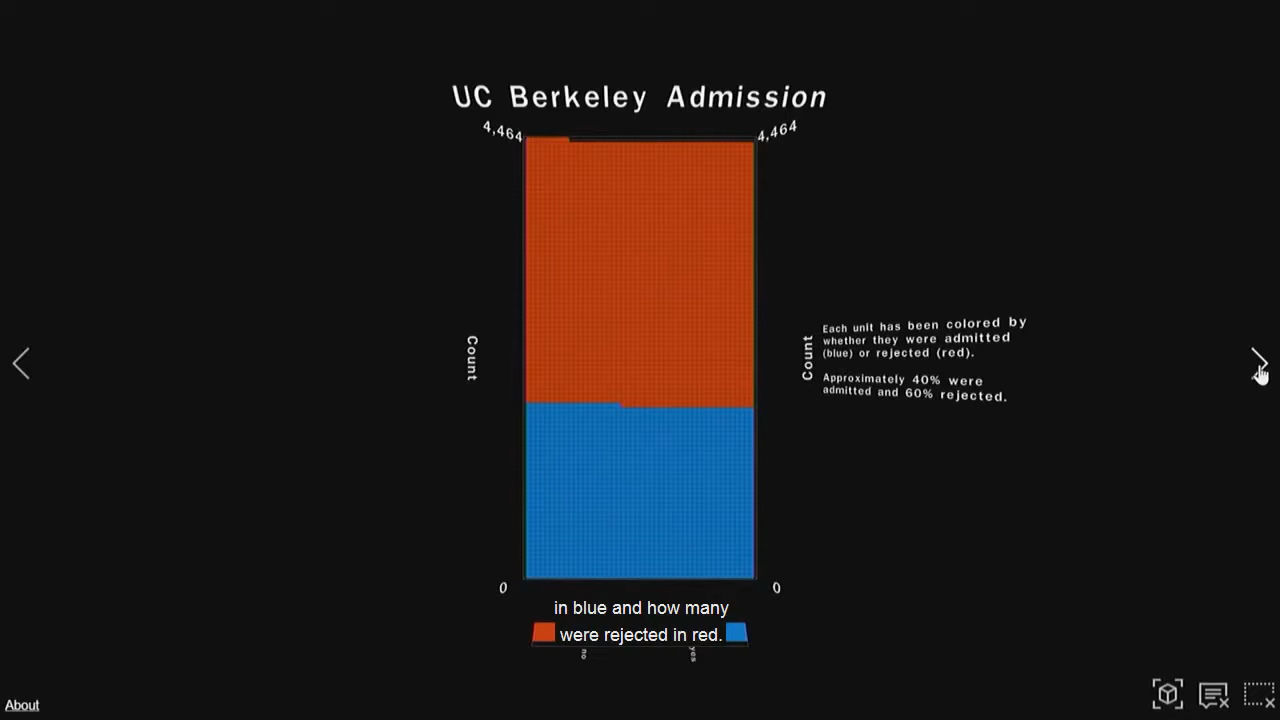 UC Berkeley Admission
4,464
4,464
Count
Count
Each unit has been colored by
whether they were admitted
(blue) or rejected (red).
Approximately 40% were
admitted and 60% rejected.
0
0
in blue and how many
were rejected in red.
no
yes
About